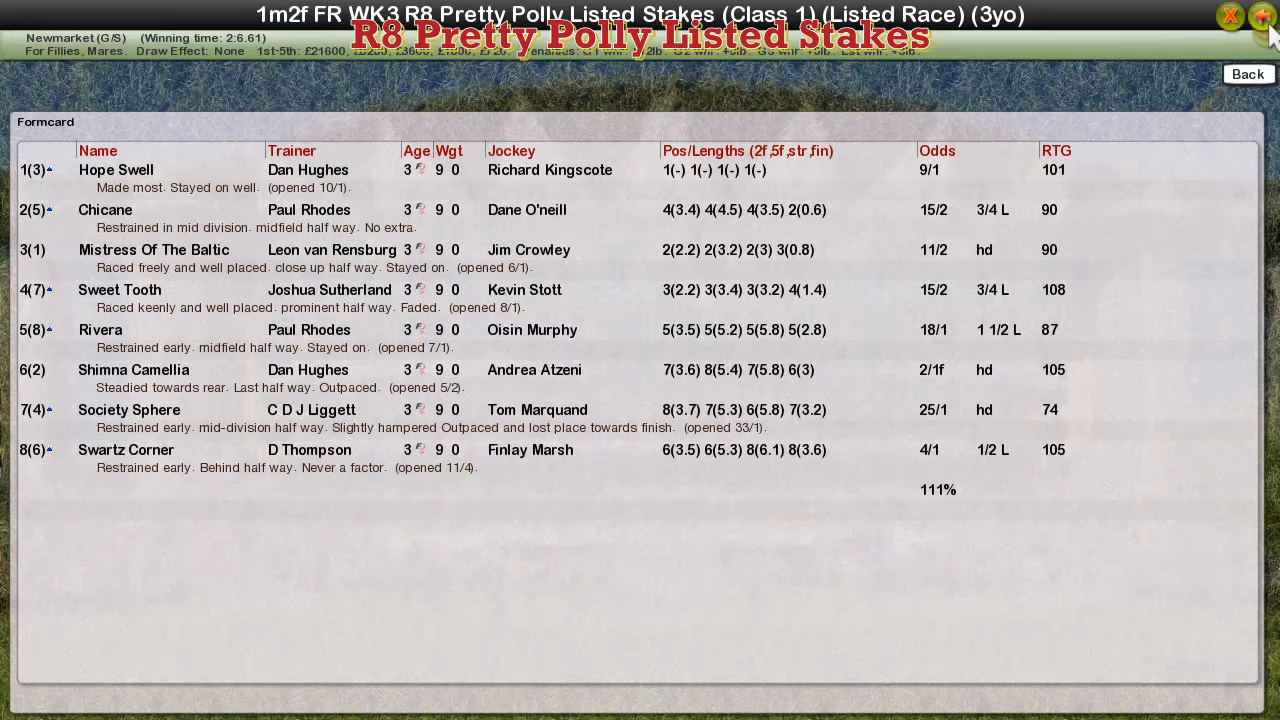 1m2f FR WK3 R8 Pretty Polly Listed Stakes (Class 1) (Listed Race) (3yo)
R8 Pretty Polly Listed Stakes
Newmarket (G/S) (Winning time: 2:6.61)
For Fillies, Mares. Draw Effect: None 1st-5th: £21600,
Back
Formcard
Name Trainer Age Wgt Jockey Pos/Lengths (2f,5f,str,fin) Odds RTG
1(3) Hope Swell Dan Hughes 3 9 0 Richard Kingscote 1(-) 1(-) 1(-) 1(-) 9/1 101
Made most. Stayed on well. (opened 10/1).
2(5) Chicane Paul Rhodes 3 9 0 Dane O'neill 4(3.4) 4(4.5) 4(3.5) 2(0.6) 15/2 3/4 L 90
Restrained in mid division. midfield half way. No extra.
3(1) Mistress Of The Baltic Leon van Rensburg 3 9 0 Jim Crowley 2(2.2) 2(3.2) 2(3) 3(0.8) 11/2 hd 90
Raced freely and well placed. close up half way. Stayed on. (opened 6/1).
4(7) Sweet Tooth Joshua Sutherland 3 9 0 Kevin Stott 3(2.2) 3(3.4) 3(3.2) 4(1.4) 15/2 3/4 L 108
Raced keenly and well placed. prominent half way. Faded. (opened 8/1).
5(8) Rivera Paul Rhodes 3 9 0 Oisin Murphy 5(3.5) 5(5.2) 5(5.8) 5(2.8) 18/1 1 1/2 L 87
Restrained early. midfield half way. Stayed on. (opened 7/1).
6(2) Shimna Camellia Dan Hughes 3 9 0 Andrea Atzeni 7(3.6) 8(5.4) 7(5.8) 6(3) 2/1f hd 105
Steadied towards rear. Last half way. Outpaced. (opened 5/2).
7(4) Society Sphere C D J Liggett 3 9 0 Tom Marquand 8(3.7) 7(5.3) 6(5.8) 7(3.2) 25/1 hd 74
Restrained early. mid-division half way. Slightly hampered Outpaced and lost place towards finish. (opened 33/1).
8(6) Swartz Corner D Thompson 3 9 0 Finlay Marsh 6(3.5) 6(5.3) 8(6.1) 8(3.6) 4/1 1/2 L 105
Restrained early. Behind half way. Never a factor. (opened 11/4).
111%